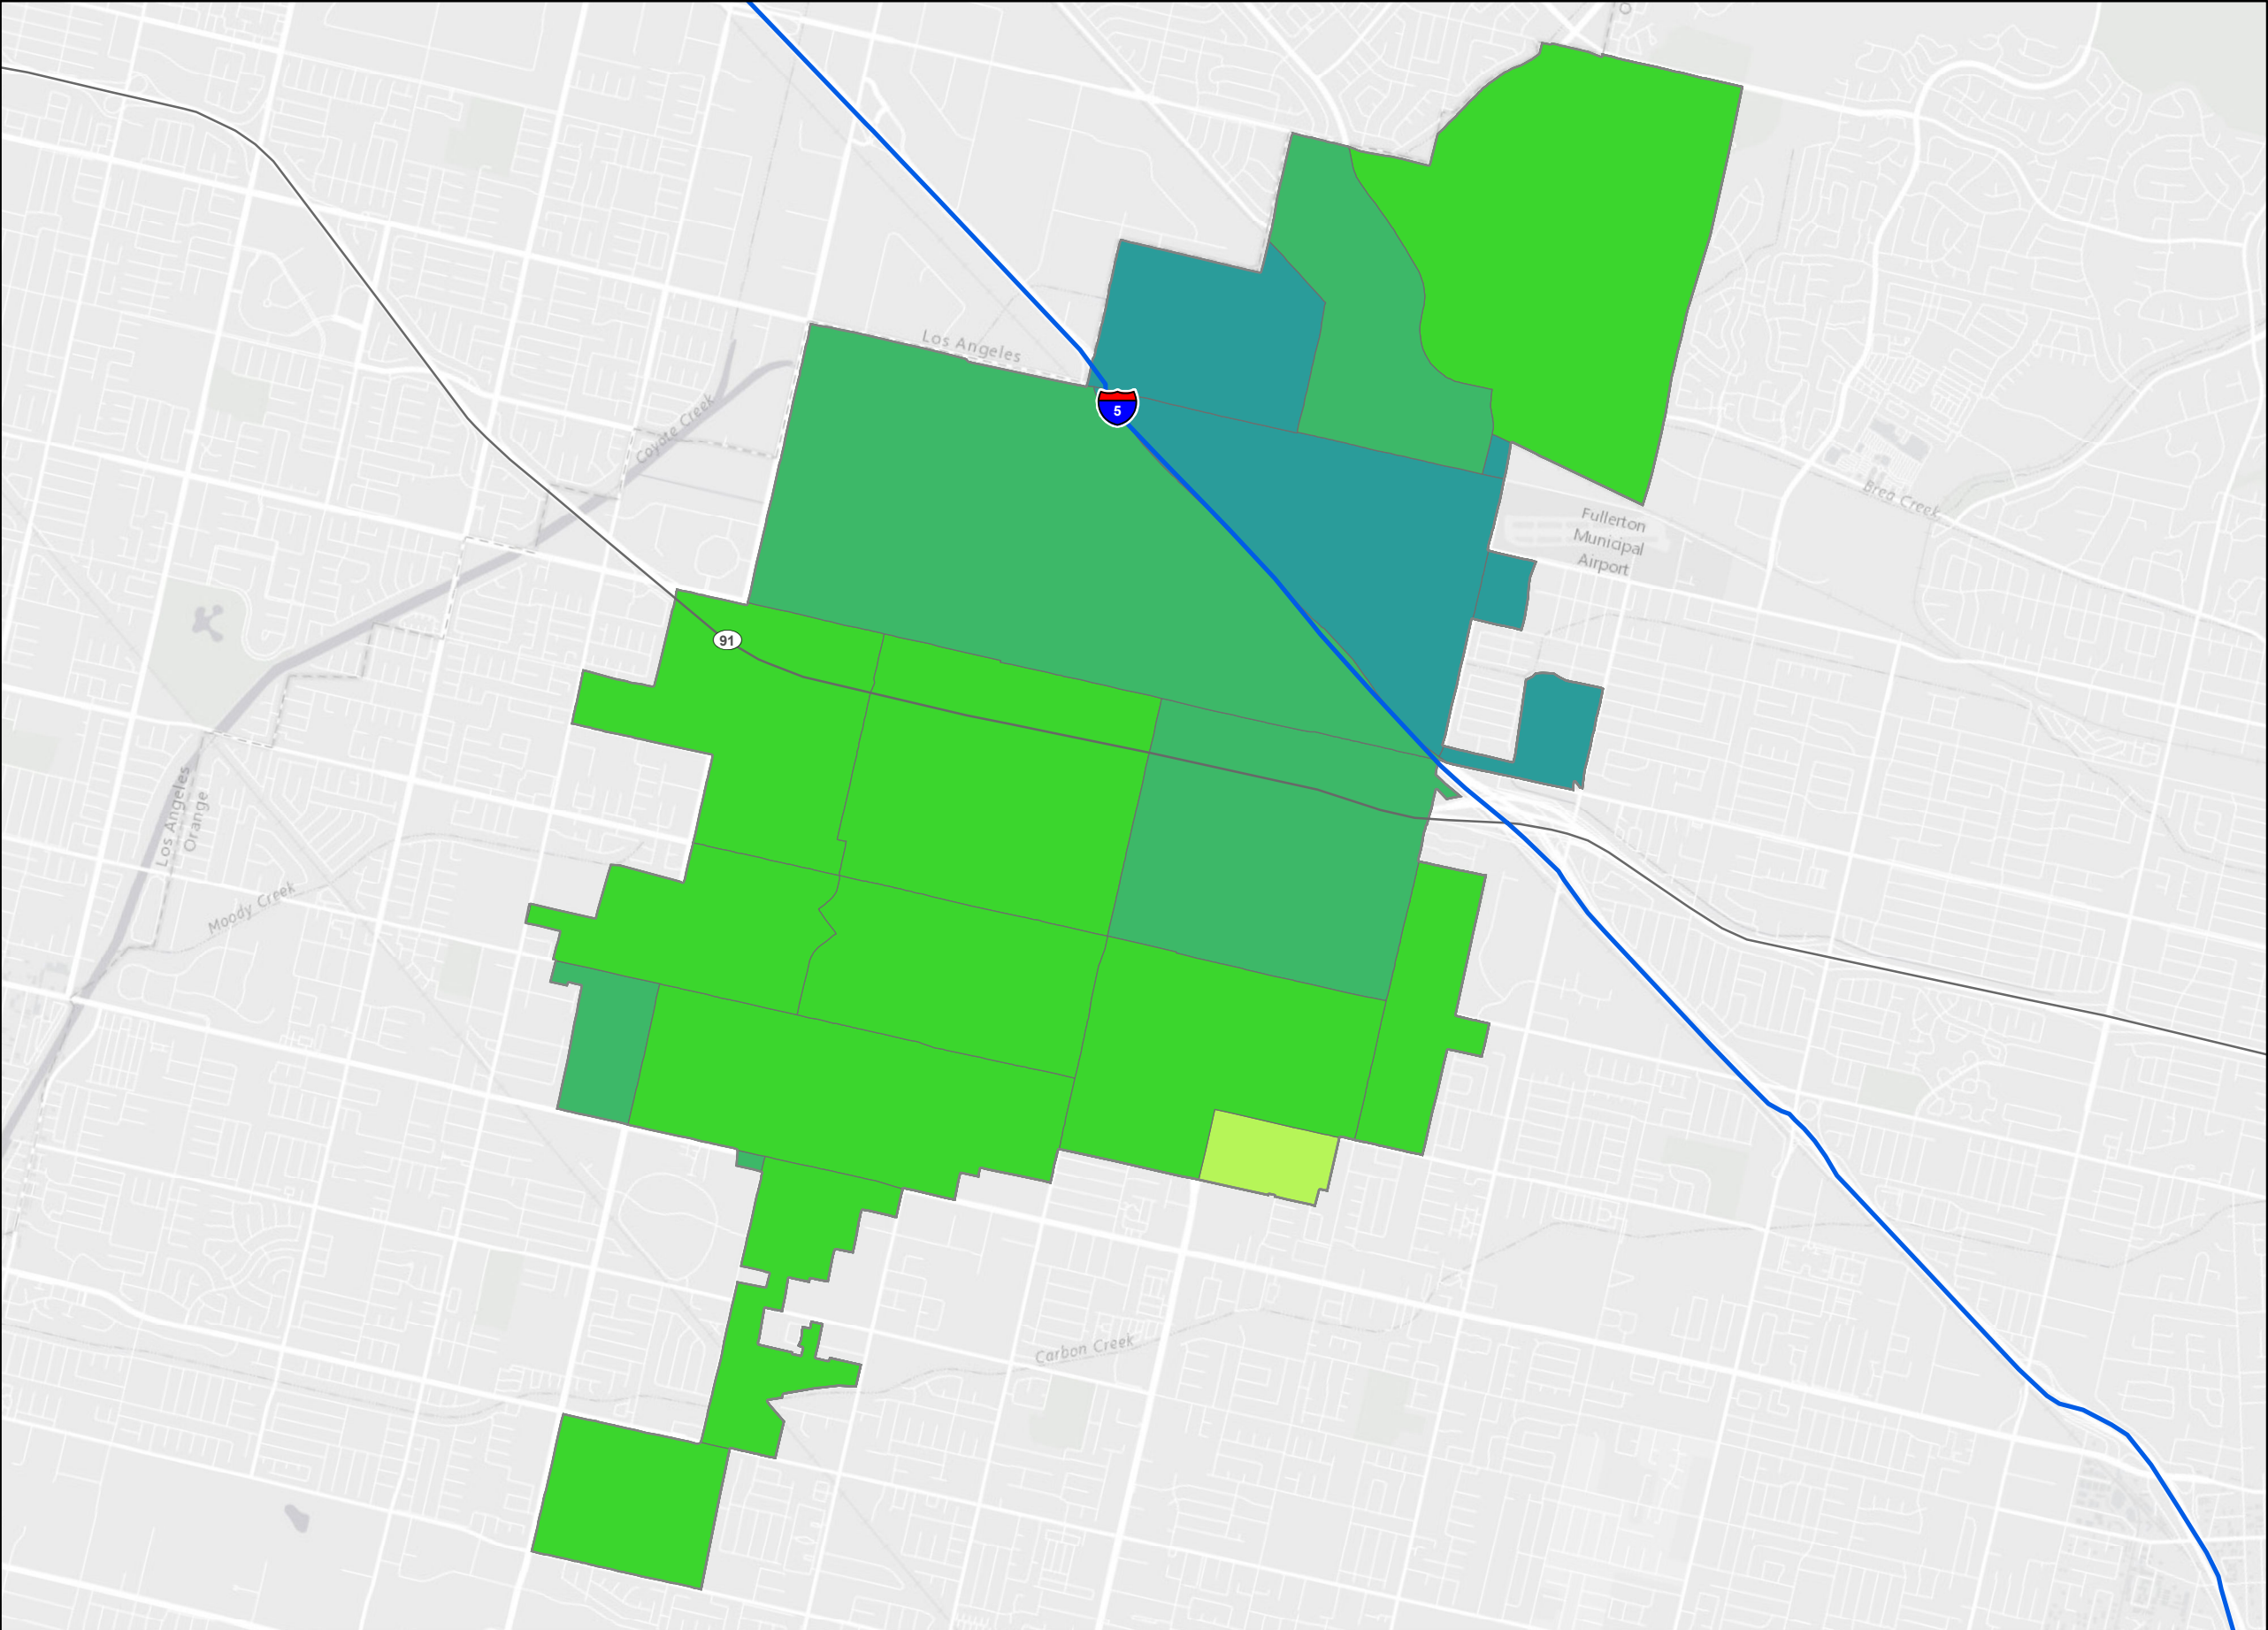 Los Angeles
5
Coyote Creek
Fullerton
Municipal
Airport
Brea Creek
91
Los Angeles
Orange
Moody Creek
Carbon Creek